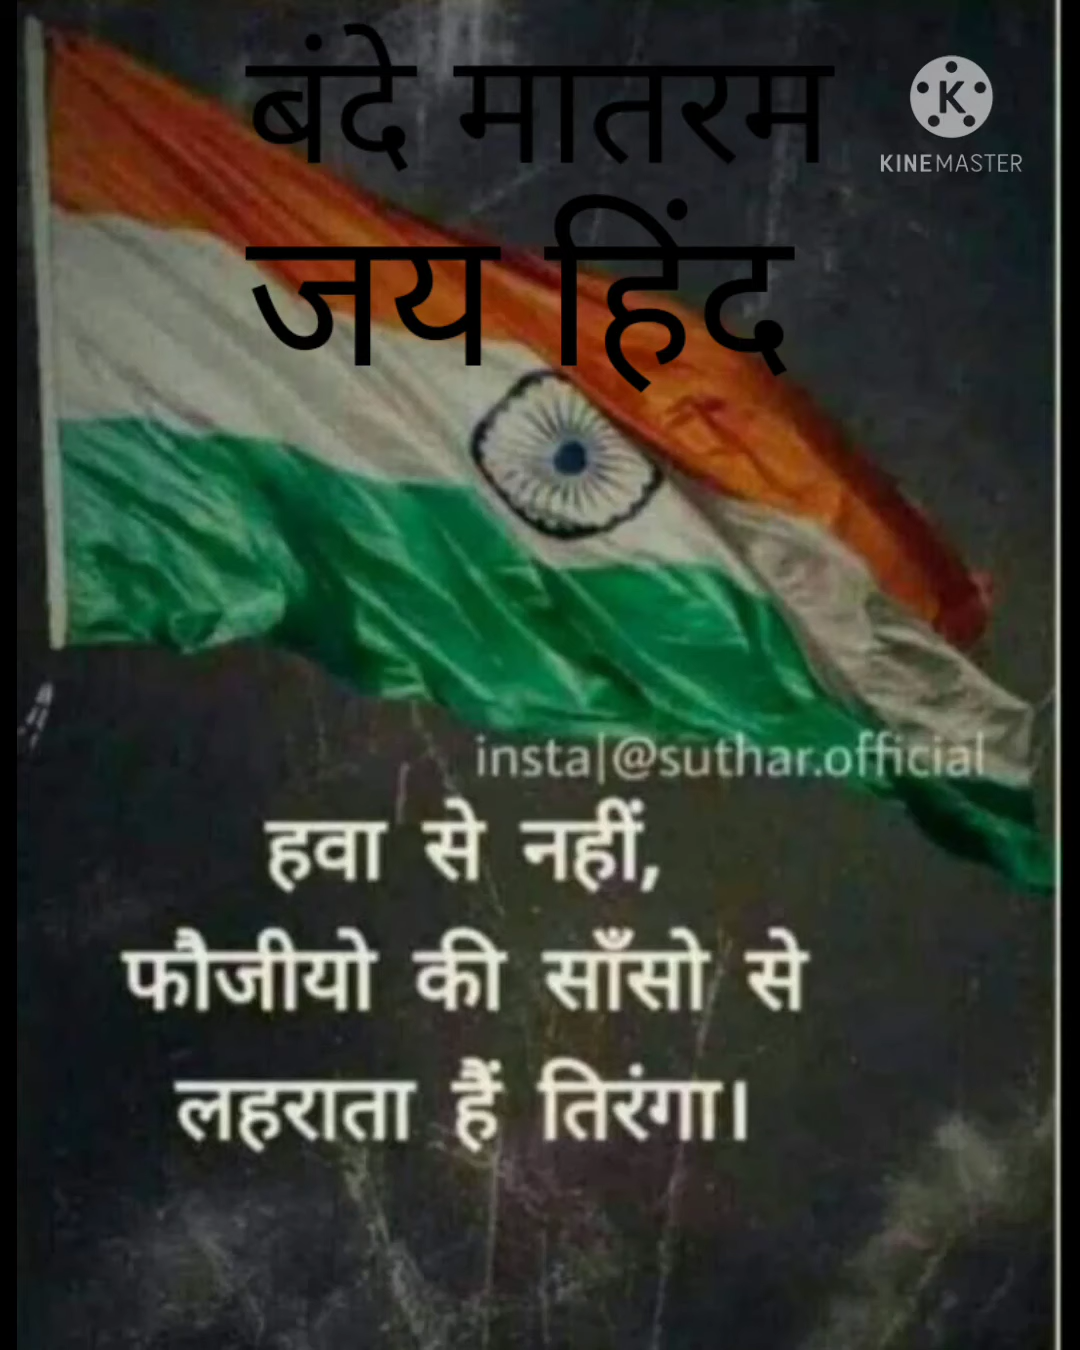 बंदे मातरम
KINEMASTER
जय हिंद
insta|@suthar.official
हवा से नहीं,
फौजीयो की साँसो से
लहराता हैं तिरंगा।